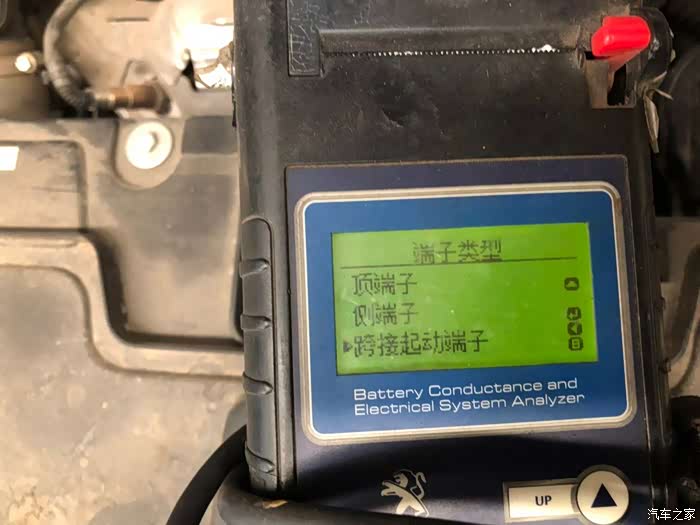 端子类型
顶端子
侧端子
跨接起动端子
Battery Conductance and
Electrical System Analyzer
UP
汽车之家